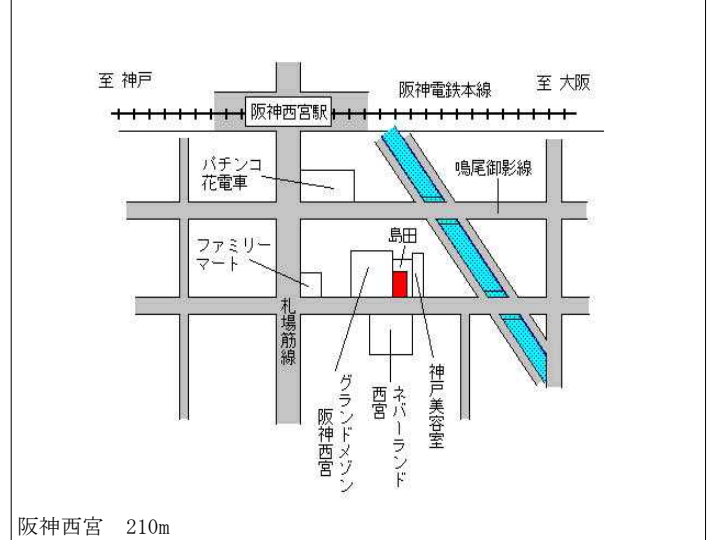 至 神戸
阪神電鉄本線
至 大阪
阪神西宮駅
パチンコ
花電車
鳴尾御影線
島田
ファミリー
マート
札場筋線
グランドメゾン
阪神西宮
ネバーランド
西宮
神戸美容室
阪神西宮　210m